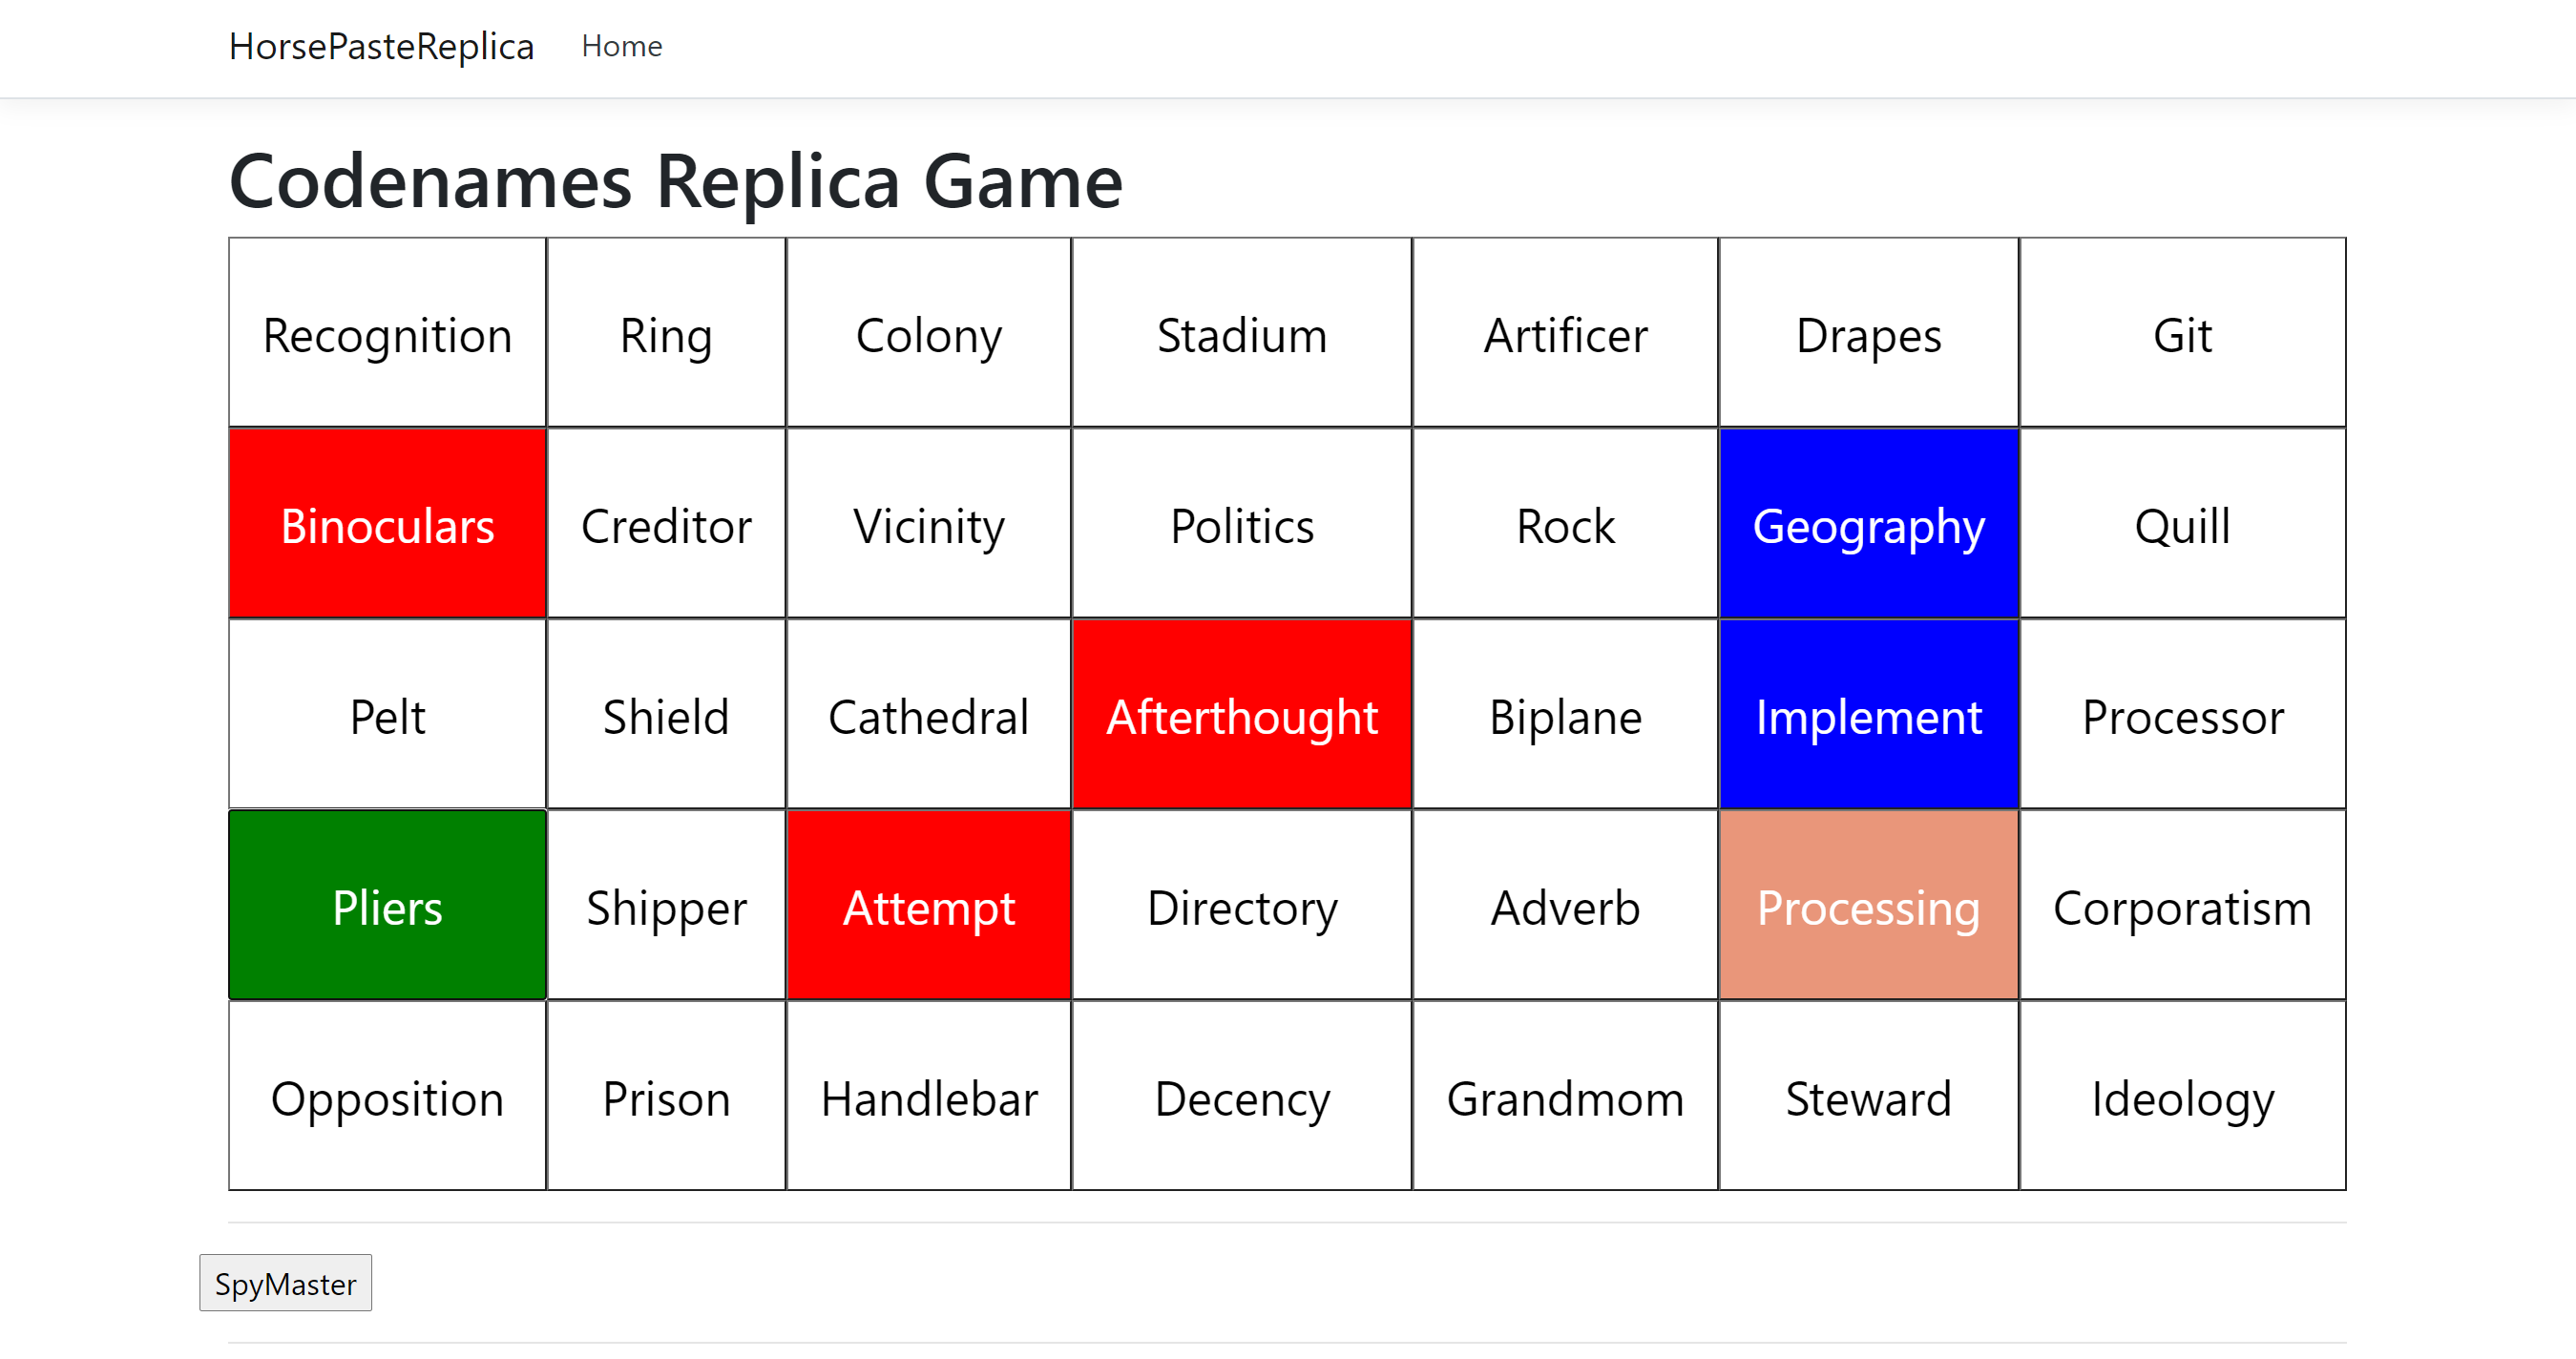 HorsePasteReplica Home
Codenames Replica Game
Recognition Ring Colony Stadium Artificer Drapes Git
Binoculars Creditor Vicinity Politics Rock Geography Quill
Pelt Shield Cathedral Afterthought Biplane Implement Processor
Pliers Shipper Attempt Directory Adverb Processing Corporatism
Opposition Prison Handlebar Decency Grandmom Steward Ideology
SpyMaster